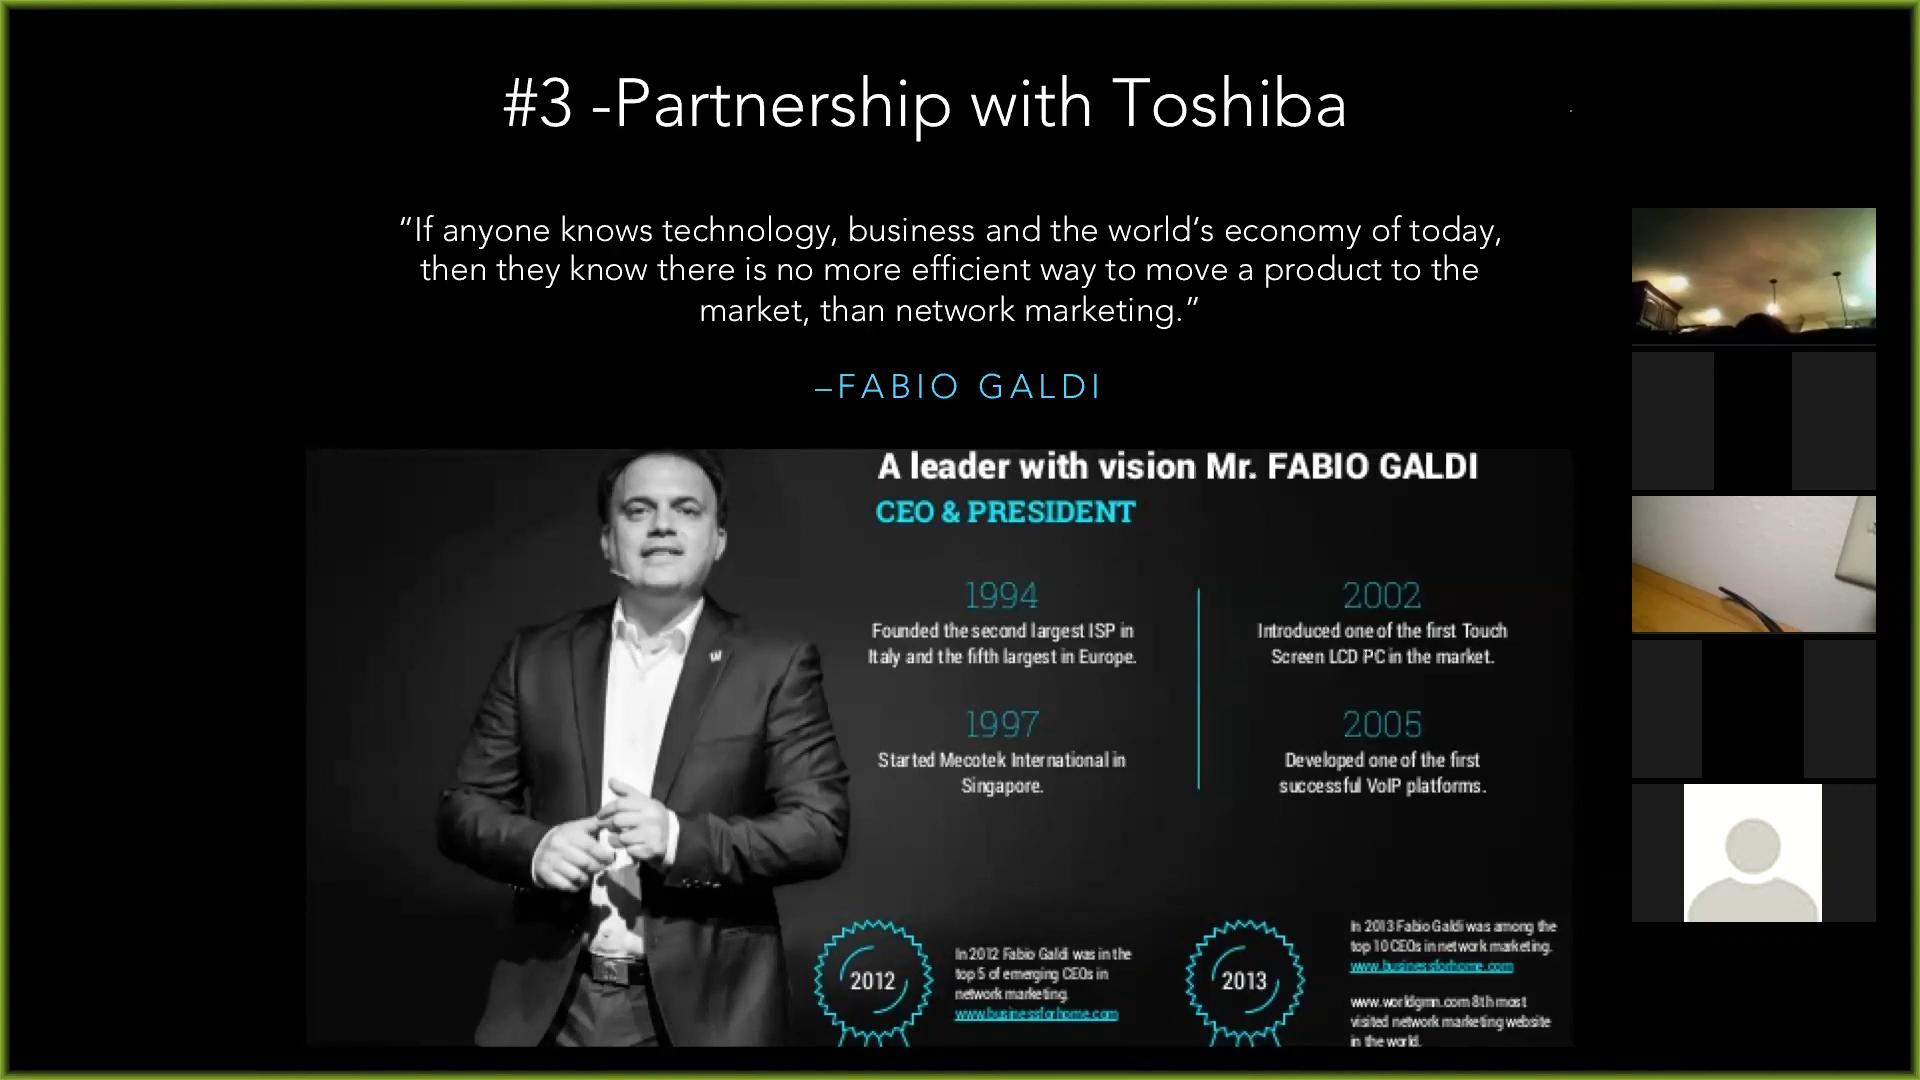 #3 -Partnership with Toshiba
"If anyone knows technology, business and the world's economy of today,
then they know there is no more efficient way to move a product to the
market, than network marketing."
–FABIO GALDI
A leader with vision Mr. FABIO GALDI
CEO & PRESIDENT
1994
Founded the second largest ISP in
Italy and the fifth largest in Europe.
1997
Started Mecotek International in
Singapore.
2002
Introduced one of the first Touch
Screen LCD PC in the market.
2005
Developed one of the first
successful VoIP platforms.
2012
In 2012 Fabio Galdi was in the
top 5 of emerging CEOs in
network marketing.
www.businessforhome.com
2013
In 2013 Fabio Galdi was among the
top 10 CEOs in network marketing.
www.businessforhome.com
www.worldgmn.com 8th most
visited network marketing website
in the world.